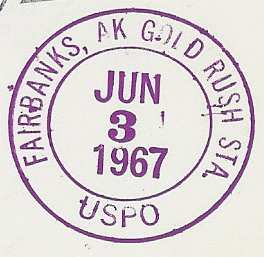 FAIRBANKS, AK GOLD RUSH STA.
JUN
3
1967
USPO